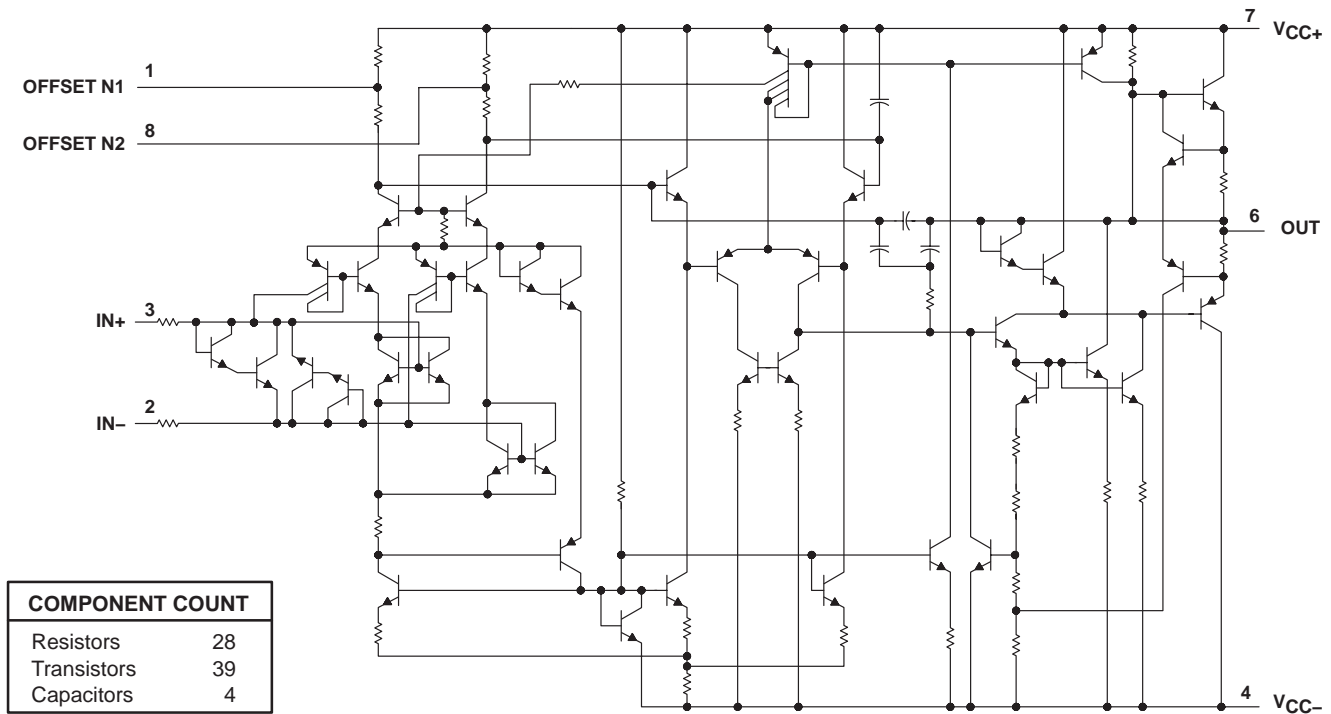 7
VCC+
1
OFFSET N1
8
OFFSET N2
6
OUT
3
IN+
2
IN−
4
VCC−
COMPONENT COUNT
Resistors 28
Transistors 39
Capacitors 4